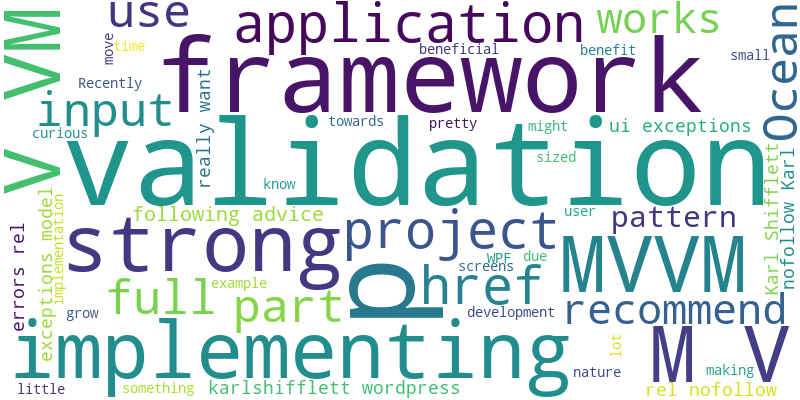 V VM
use
move
time
application
beneficial
works
benefit
small
Ocean
Recently
framework
input
really want
curious
towards
pretty
might
ui exceptions
validation
sized
know
Karl Shifflett
nofollow Karl
errors rel
exceptions model
implementation
following advice
strong
project
user
pattern
p
href
WPF
due
screens
MVVM
full
example
part
grow
development
recommend
implementing
M V
lot
nature
making
little
something
karlshifflett wordpress
rel nofollow